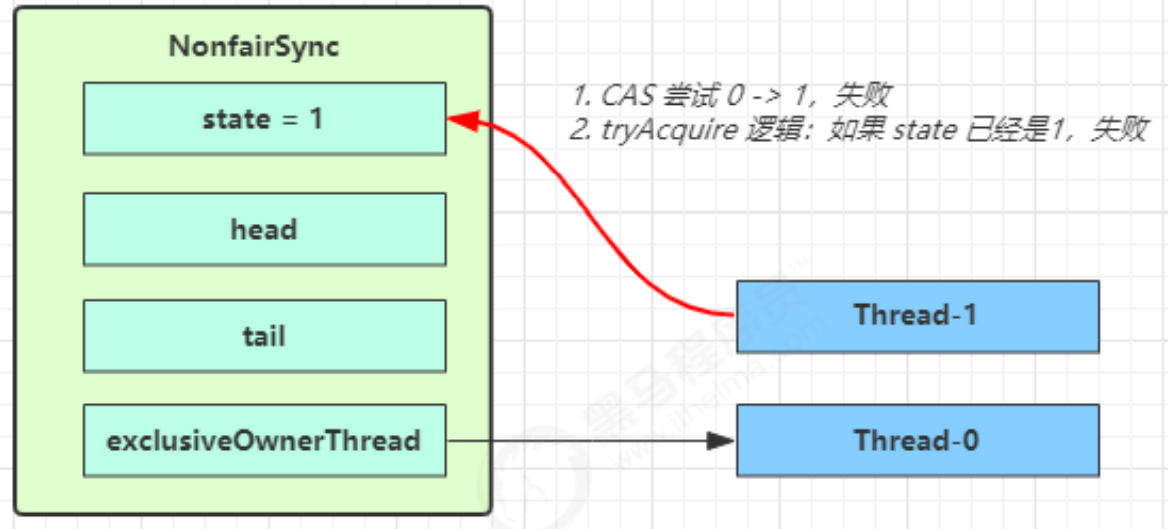 NonfairSync
state = 1
head
tail
exclusiveOwnerThread
1. CAS 尝试 0 -> 1，失败
2. tryAcquire 逻辑：如果 state 已经是1，失败
Thread-1
Thread-0
黑马程序员™
www.itheima.com